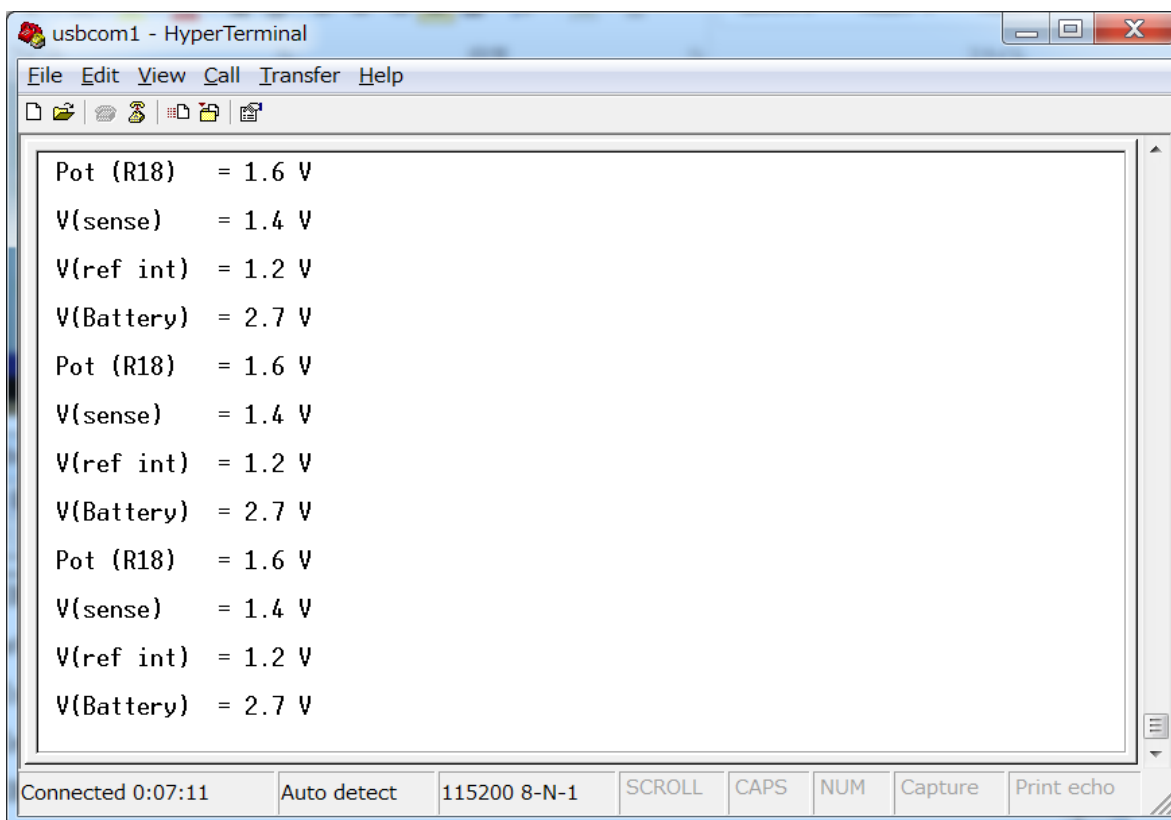 usbcom1 - HyperTerminal
File Edit View Call Transfer Help
Pot (R18) = 1.6 V
V(sense) = 1.4 V
V(ref int) = 1.2 V
V(Battery) = 2.7 V
Pot (R18) = 1.6 V
V(sense) = 1.4 V
V(ref int) = 1.2 V
V(Battery) = 2.7 V
Pot (R18) = 1.6 V
V(sense) = 1.4 V
V(ref int) = 1.2 V
V(Battery) = 2.7 V
Connected 0:07:11 Auto detect 115200 8-N-1 SCROLL CAPS NUM Capture Print echo